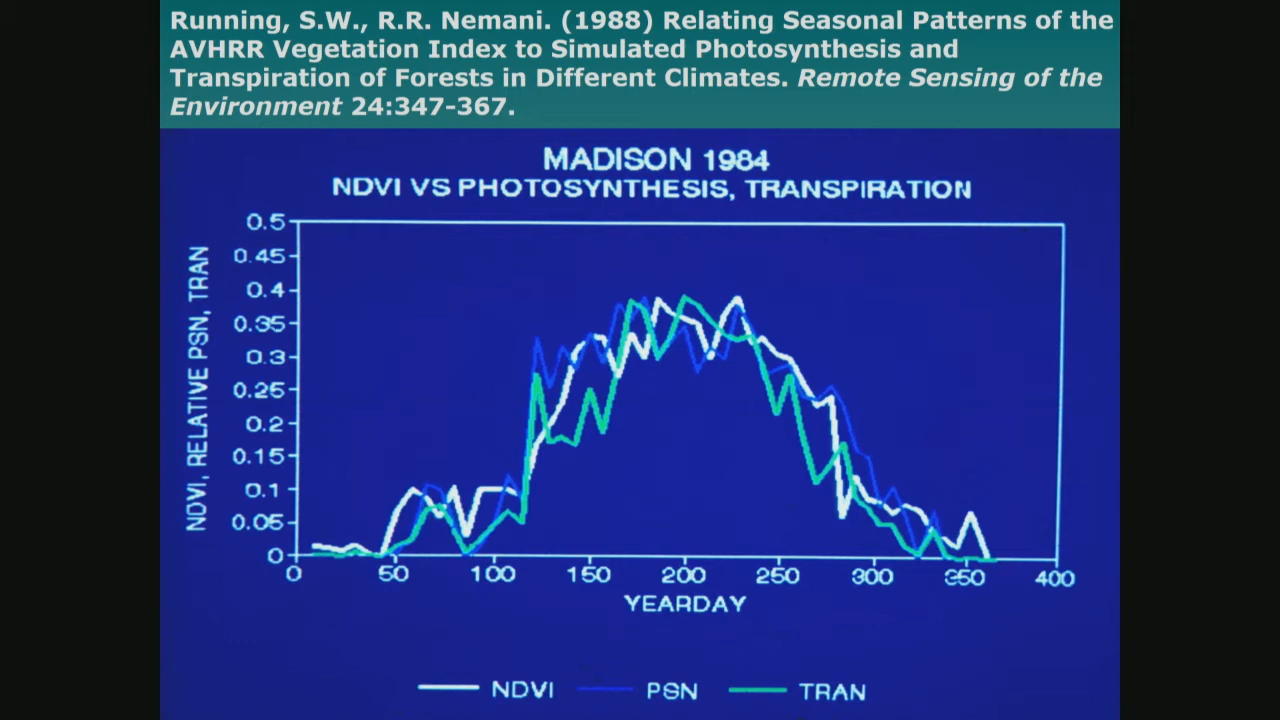 Running, S.W., R.R. Nemani. (1988) Relating Seasonal Patterns of the
AVHRR Vegetation Index to Simulated Photosynthesis and
Transpiration of Forests in Different Climates. Remote Sensing of the
Environment 24:347-367.
MADISON 1984
NDVI VS PHOTOSYNTHESIS, TRANSPIRATION
NDVI, RELATIVE PSN, TRAN
0.5
0.45
0.4
0.35
0.3
0.25
0.2
0.15
0.1
0.05
0
0 50 100 150 200 250 300 350 400
YEARDAY
NDVI PSN TRAN